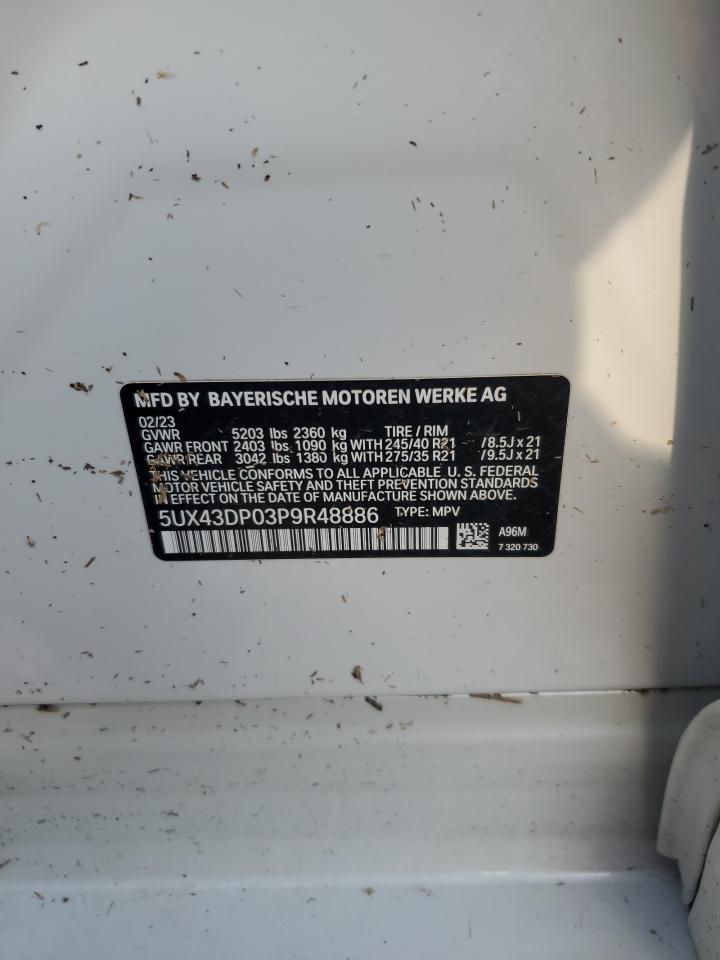 MFD BY BAYERISCHE MOTOREN WERKE AG
02/23
GVWR 5203 lbs 2360 kg TIRE / RIM
GAWR FRONT 2403 lbs 1090 kg WITH 245/40 R21 /8.5J x 21
GAWR REAR 3042 lbs 1380 kg WITH 275/35 R21 /9.5J x 21
THIS VEHICLE CONFORMS TO ALL APPLICABLE U. S. FEDERAL
MOTOR VEHICLE SAFETY AND THEFT PREVENTION STANDARDS
IN EFFECT ON THE DATE OF MANUFACTURE SHOWN ABOVE.
5UX43DP03P9R48886 TYPE: MPV
A96M
7 320 730